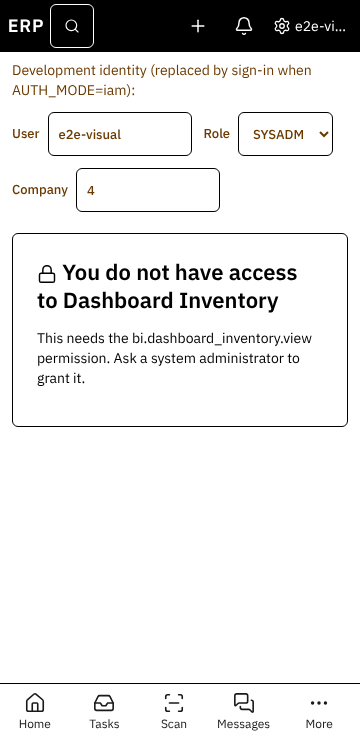 ERP
e2e-vi...
Development identity (replaced by sign-in when
AUTH_MODE=iam):
User
e2e-visual
Role
SYSADM
Company
4
You do not have access
to Dashboard Inventory
This needs the bi.dashboard_inventory.view
permission. Ask a system administrator to
grant it.
Home
Tasks
Scan
Messages
More